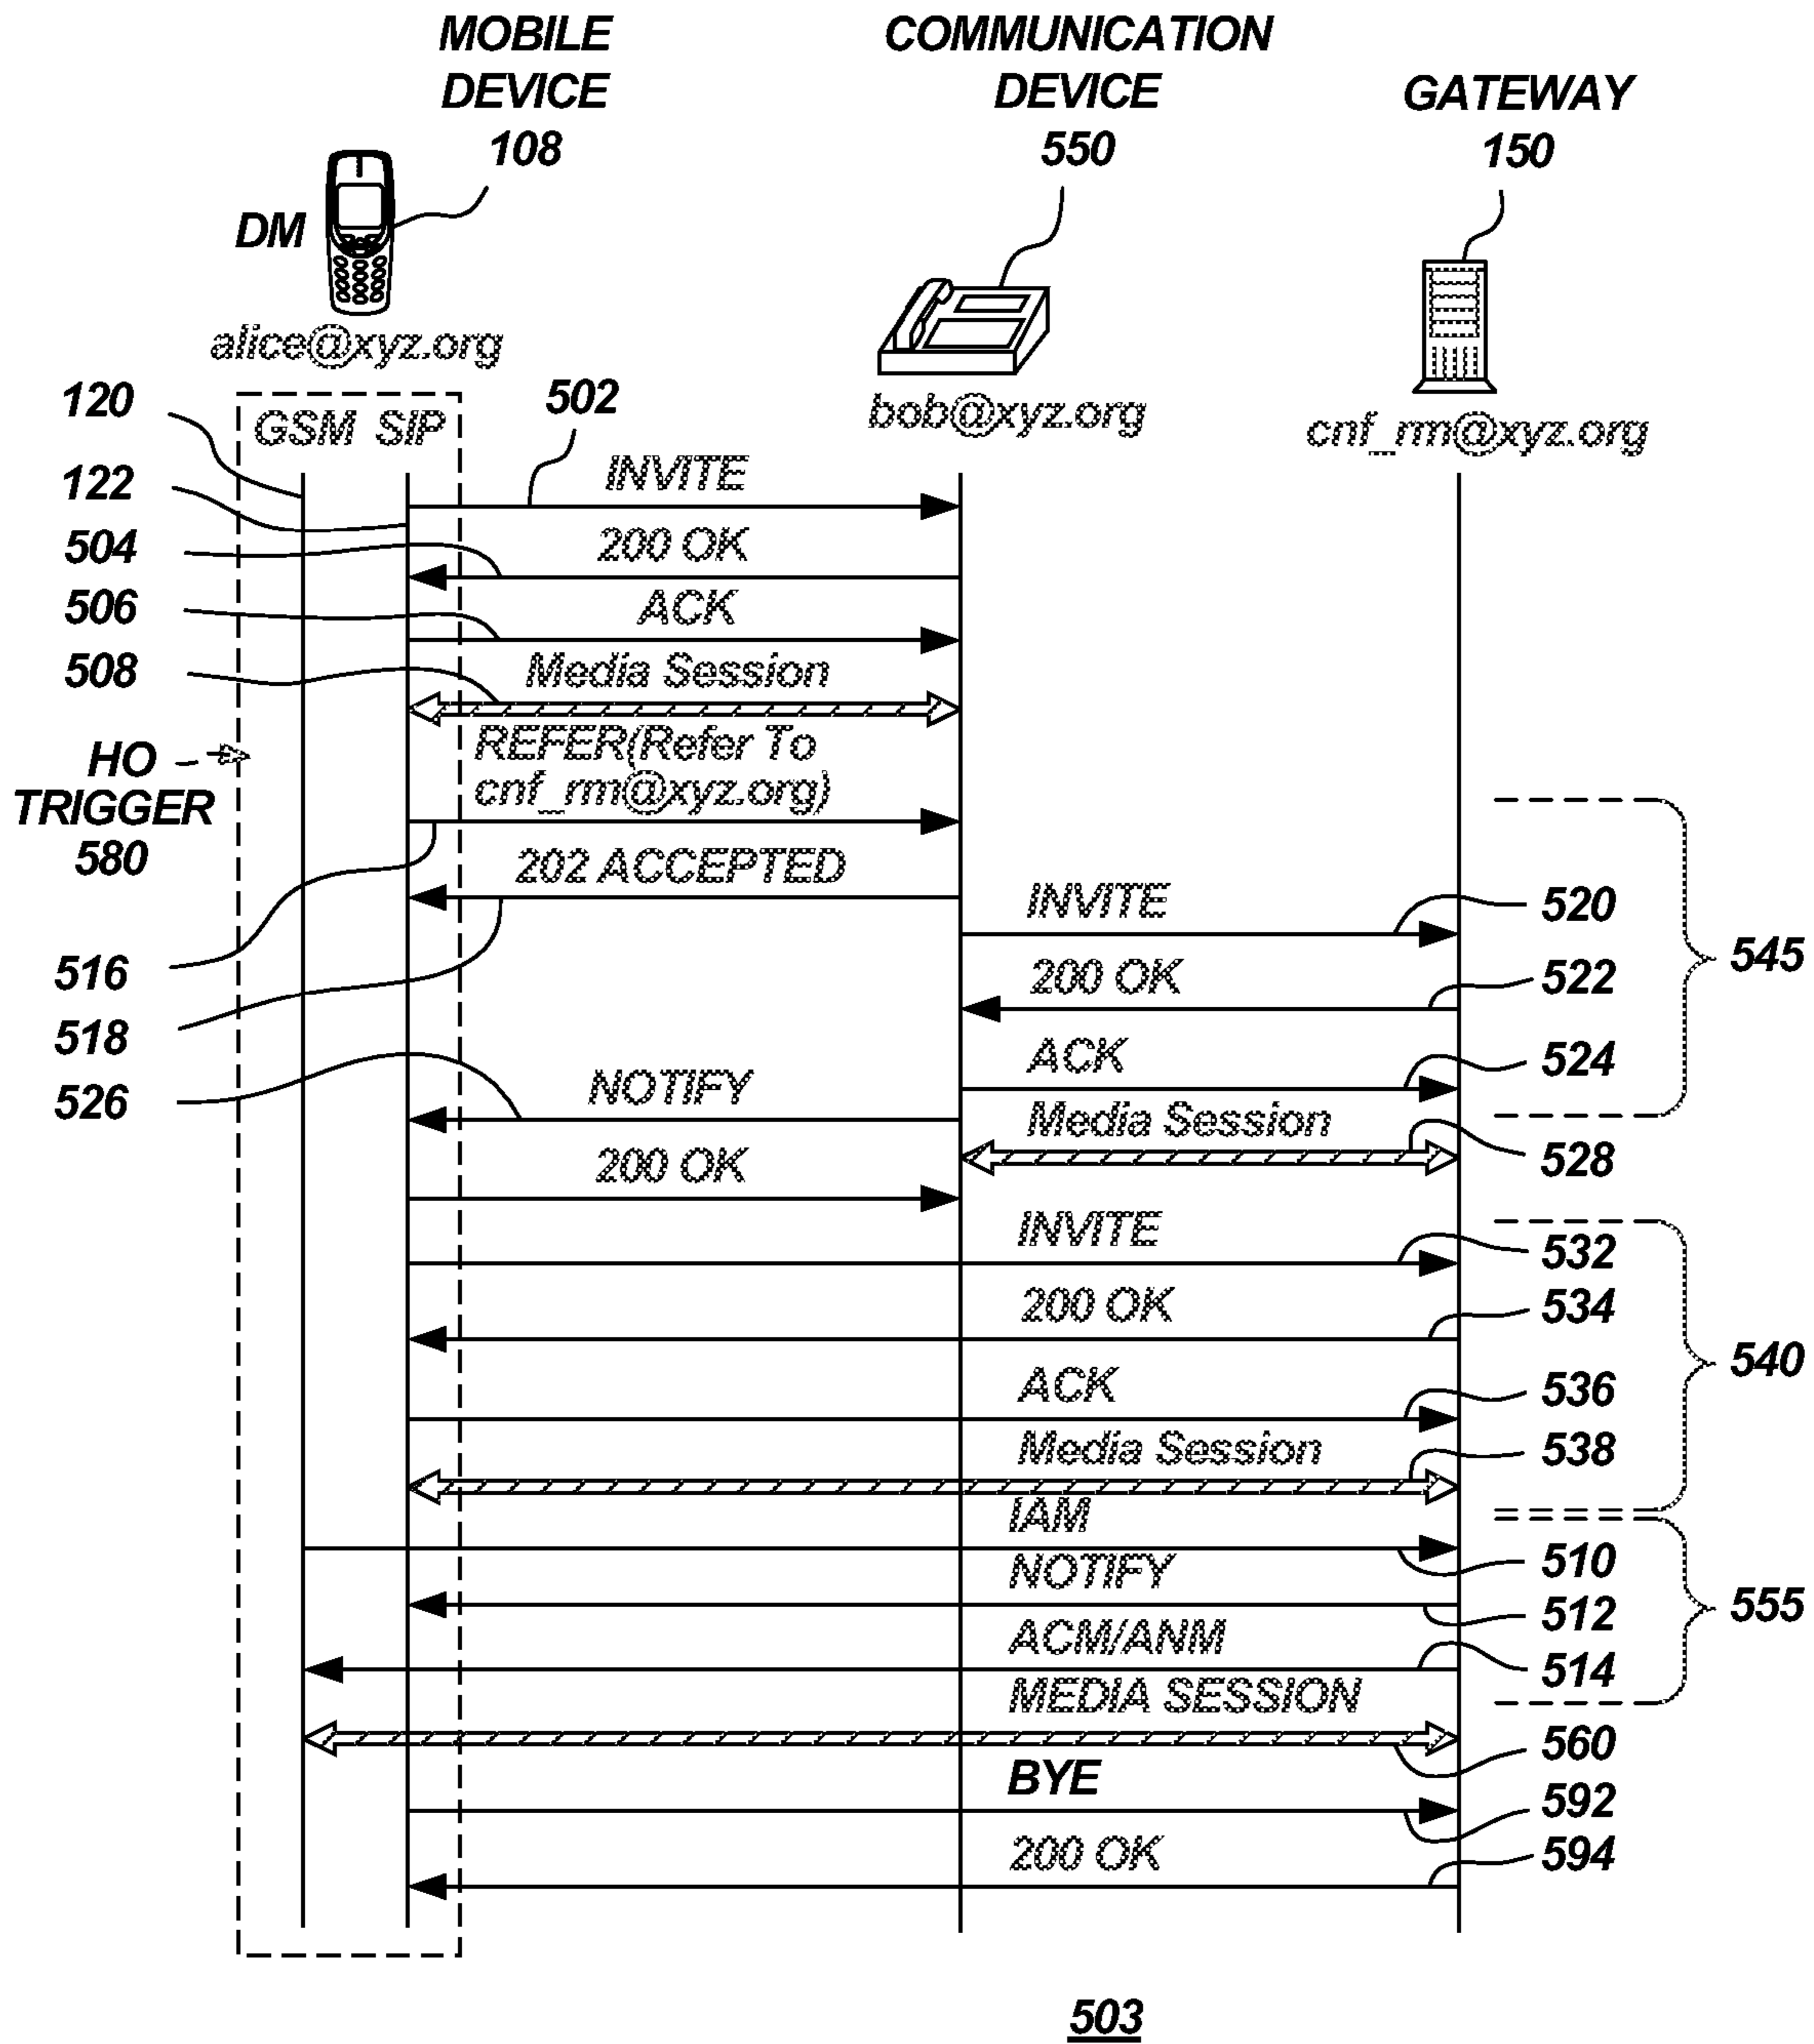 MOBILE
DEVICE
108
COMMUNICATION
DEVICE
550
GATEWAY
150
DM
alice@xyz.org
bob@xyz.org
cnf_rm@xyz.org
120
GSM SIP
502
122
INVITE
504
200 OK
506
ACK
508
Media Session
HO
TRIGGER
580
REFER(Refer To
cnf_rm@xyz.org)
202 ACCEPTED
INVITE
520
545
516
200 OK
522
518
ACK
524
526
NOTIFY
Media Session
528
200 OK
INVITE
532
200 OK
534
540
ACK
536
Media Session
538
IAM
510
NOTIFY
512
555
ACM/ANM
514
MEDIA SESSION
560
BYE
592
200 OK
594
503